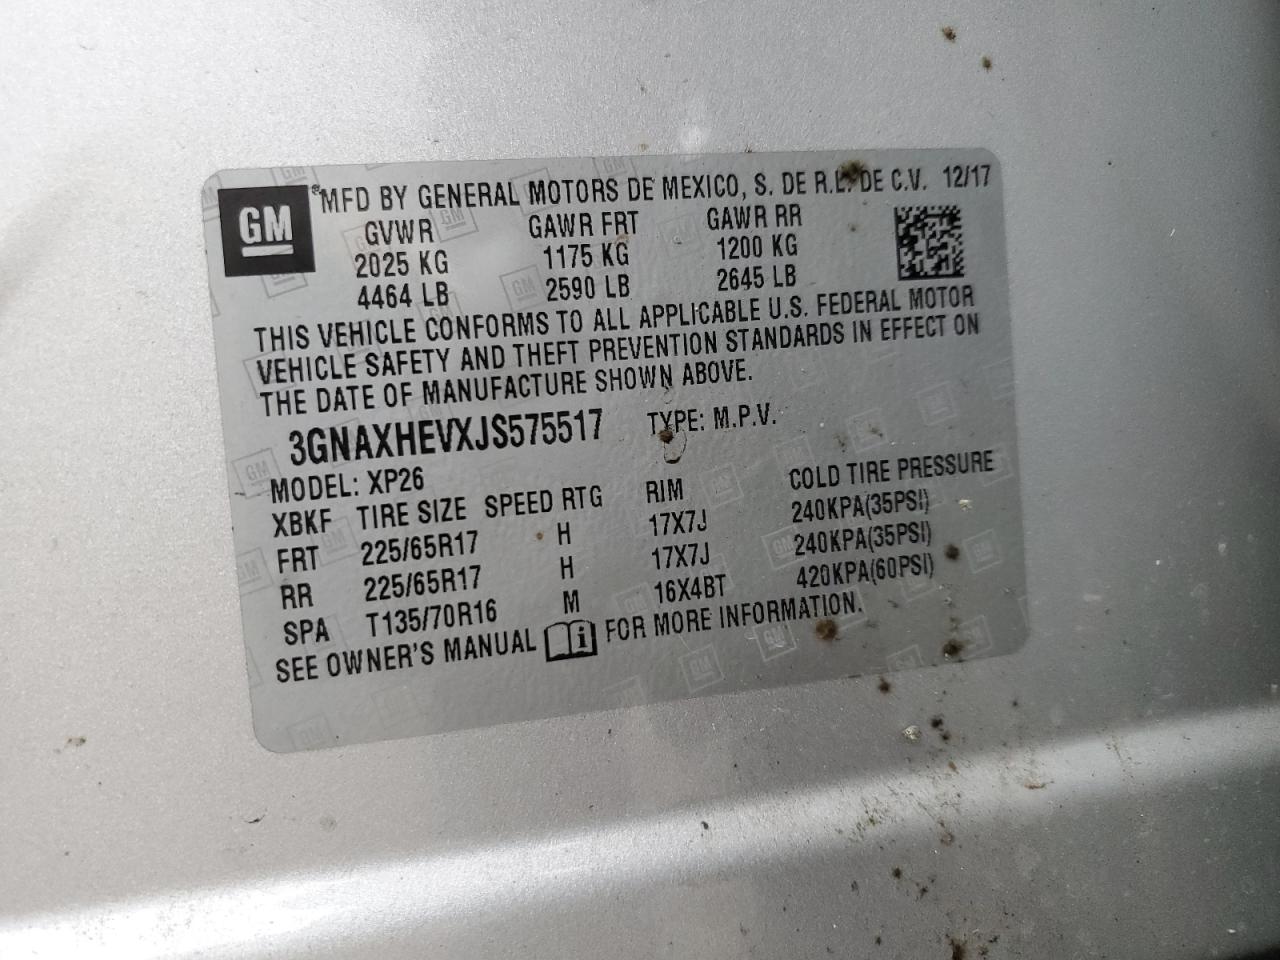 GM ®MFD BY GENERAL MOTORS DE MEXICO, S. DE R.L. DE C.V. 12/17
GVWR GAWR FRT GAWR RR
2025 KG 1175 KG 1200 KG
4464 LB 2590 LB 2645 LB
THIS VEHICLE CONFORMS TO ALL APPLICABLE U.S. FEDERAL MOTOR
VEHICLE SAFETY AND THEFT PREVENTION STANDARDS IN EFFECT ON
THE DATE OF MANUFACTURE SHOWN ABOVE.
3GNAXHEVXJS575517 TYPE: M.P.V.
MODEL: XP26
XBKF TIRE SIZE SPEED RTG RIM COLD TIRE PRESSURE
FRT 225/65R17 H 17X7J 240KPA(35PSI)
RR 225/65R17 H 17X7J 240KPA(35PSI)
SPA T135/70R16 M 16X4BT 420KPA(60PSI)
SEE OWNER'S MANUAL i FOR MORE INFORMATION.